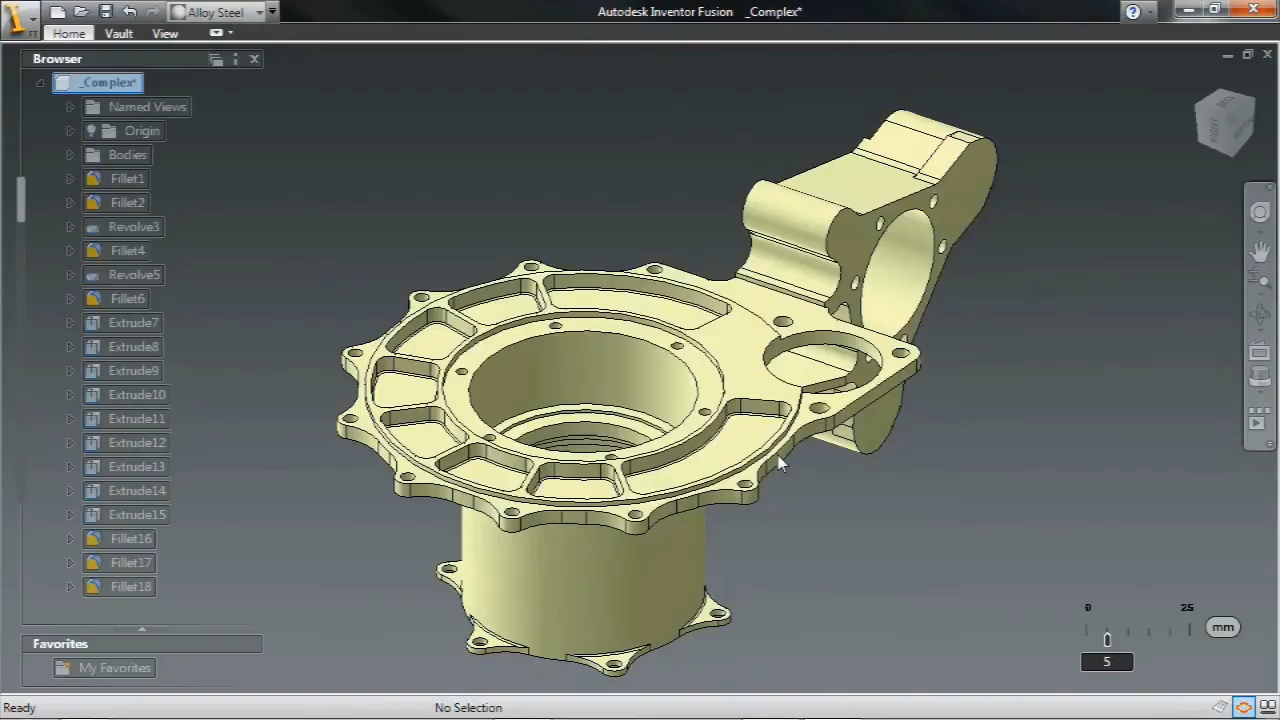 Alloy Steel
Autodesk Inventor Fusion _Complex*
Home Vault View
Browser
_Complex*
Named Views
Origin
Bodies
Fillet1
Fillet2
Revolve3
Fillet4
Revolve5
Fillet6
Extrude7
Extrude8
Extrude9
Extrude10
Extrude11
Extrude12
Extrude13
Extrude14
Extrude15
Fillet16
Fillet17
Fillet18
Favorites
My Favorites
RIGHT
BACK
0 25
mm
5
Ready
No Selection